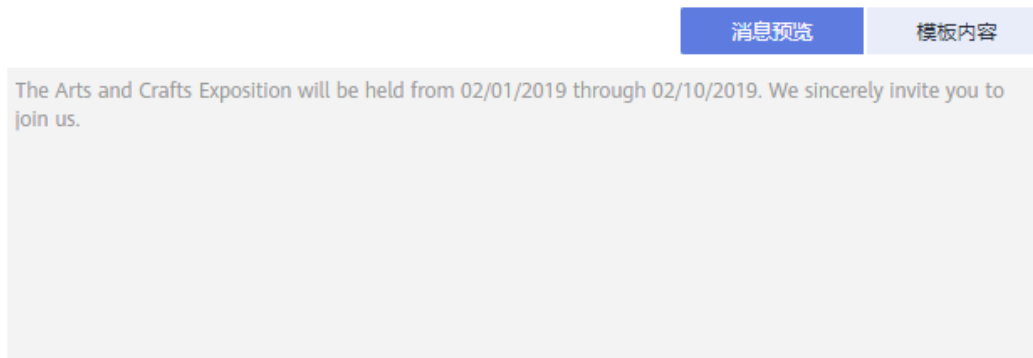 消息预览 模板内容
The Arts and Crafts Exposition will be held from 02/01/2019 through 02/10/2019. We sincerely invite you to
join us.